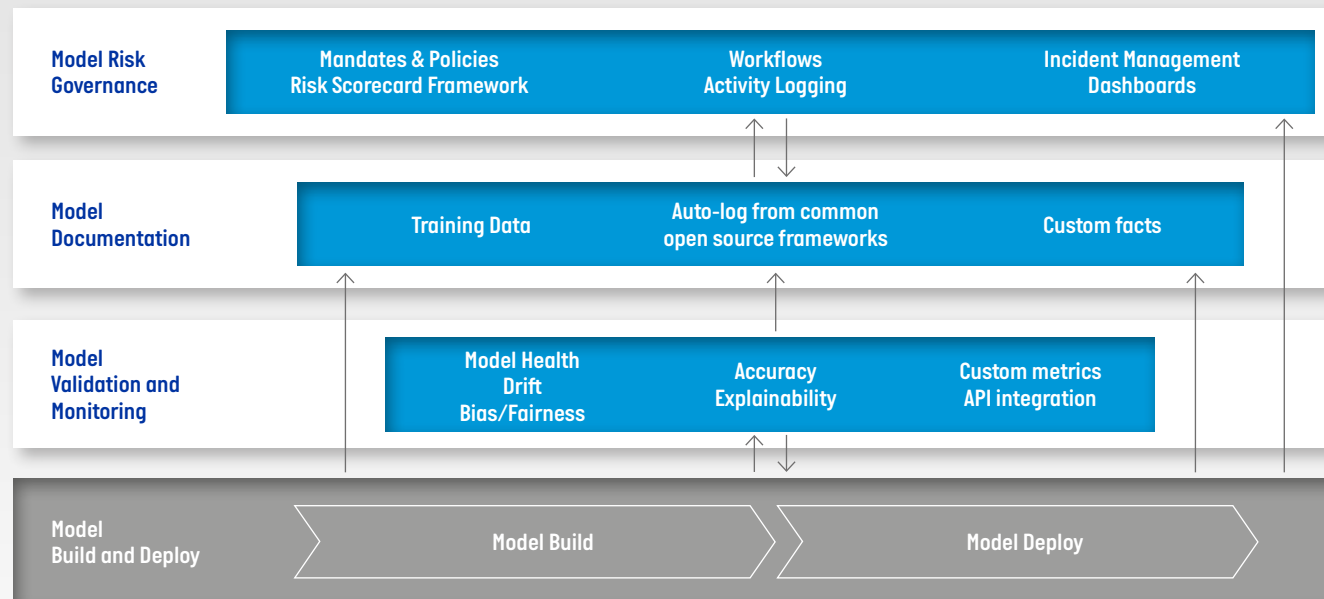 Model Risk
Governance
Mandates & Policies
Risk Scorecard Framework
Workflows
Activity Logging
Incident Management
Dashboards
Model
Documentation
Training Data
Auto-log from common
open source frameworks
Custom facts
Model
Validation and
Monitoring
Model Health
Drift
Bias/Fairness
Accuracy
Explainability
Custom metrics
API integration
Model
Build and Deploy
Model Build
Model Deploy